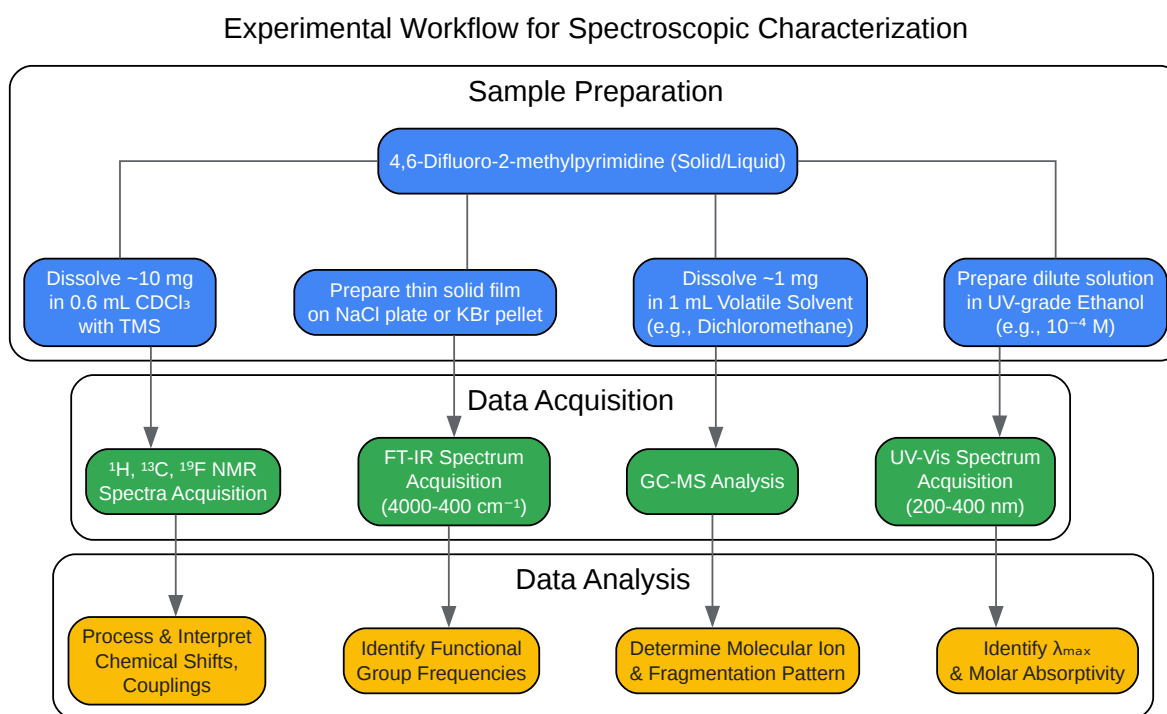 Experimental Workflow for Spectroscopic Characterization
Sample Preparation
4,6-Difluoro-2-methylpyrimidine (Solid/Liquid)
Dissolve ~10 mg
in 0.6 mL CDCl₃
with TMS
Prepare thin solid film
on NaCl plate or KBr pellet
Dissolve ~1 mg
in 1 mL Volatile Solvent
(e.g., Dichloromethane)
Prepare dilute solution
in UV-grade Ethanol
(e.g., 10⁻⁴ M)
Data Acquisition
¹H, ¹³C, ¹⁹F NMR
Spectra Acquisition
FT-IR Spectrum
Acquisition
(4000-400 cm⁻¹)
GC-MS Analysis
UV-Vis Spectrum
Acquisition
(200-400 nm)
Data Analysis
Process & Interpret
Chemical Shifts,
Couplings
Identify Functional
Group Frequencies
Determine Molecular Ion
& Fragmentation Pattern
Identify λₘₐₓ
& Molar Absorptivity